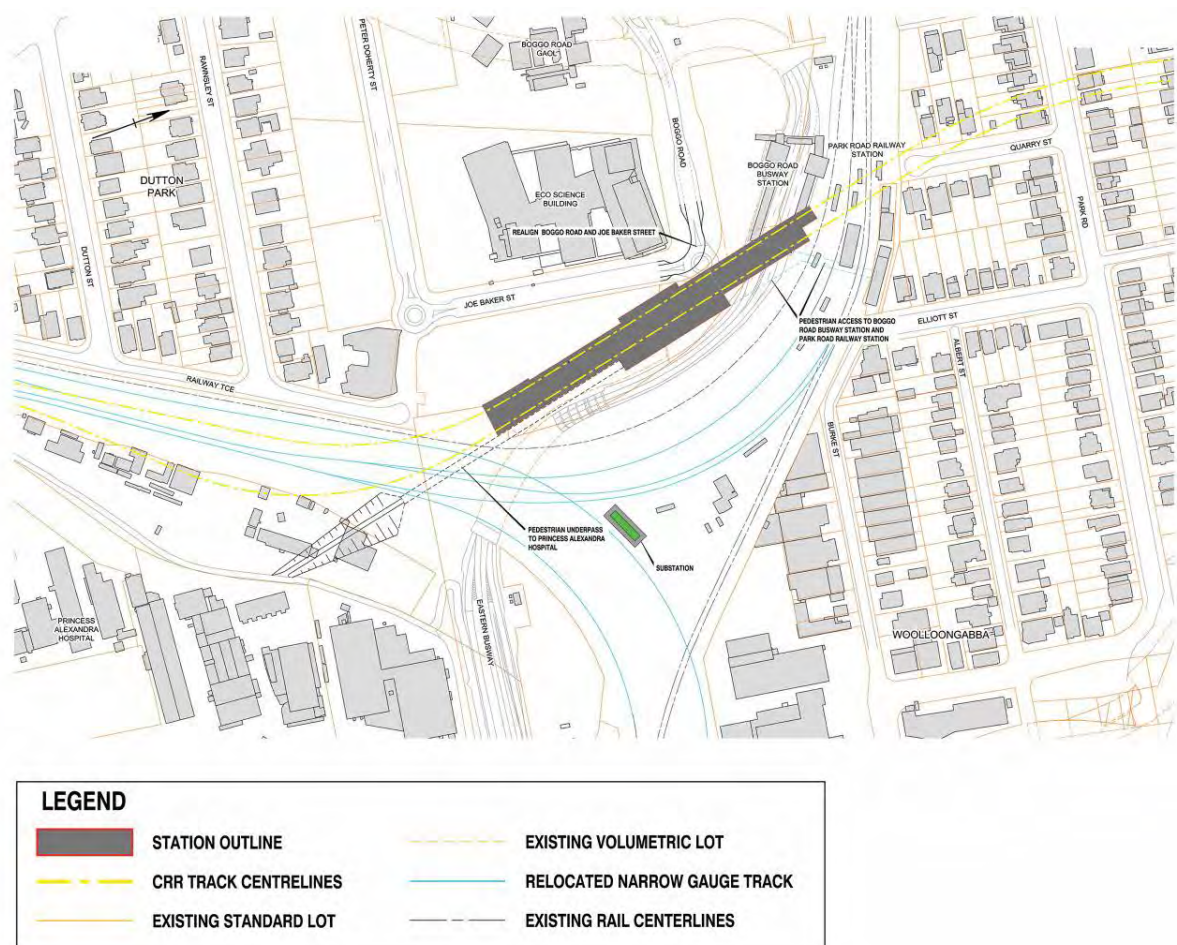 PETER DOHERTY ST
BOGGO ROAD
GAOL
RAWNSLEY ST
BOGGO ROAD
PARK ROAD RAILWAY
STATION
QUARRY ST
BOGGO ROAD
BUSWAY
STATION
DUTTON
PARK
ECO SCIENCE
BUILDING
PARK RD
REALIGN BOGGO ROAD AND JOE BAKER STREET
DUTTON ST
JOE BAKER ST
PEDESTRIAN ACCESS TO BOGGO
ROAD BUSWAY STATION AND
PARK ROAD RAILWAY STATION
ELLIOTT ST
ALBERT ST
RAILWAY TCE
BURKE ST
PEDESTRIAN UNDERPASS
TO PRINCESS ALEXANDRA
HOSPITAL
SUBSTATION
PRINCESS
ALEXANDRA
HOSPITAL
EASTERN BUSWAY
WOOLLOONGABBA
LEGEND
STATION OUTLINE
EXISTING VOLUMETRIC LOT
CRR TRACK CENTRELINES
RELOCATED NARROW GAUGE TRACK
EXISTING STANDARD LOT
EXISTING RAIL CENTERLINES